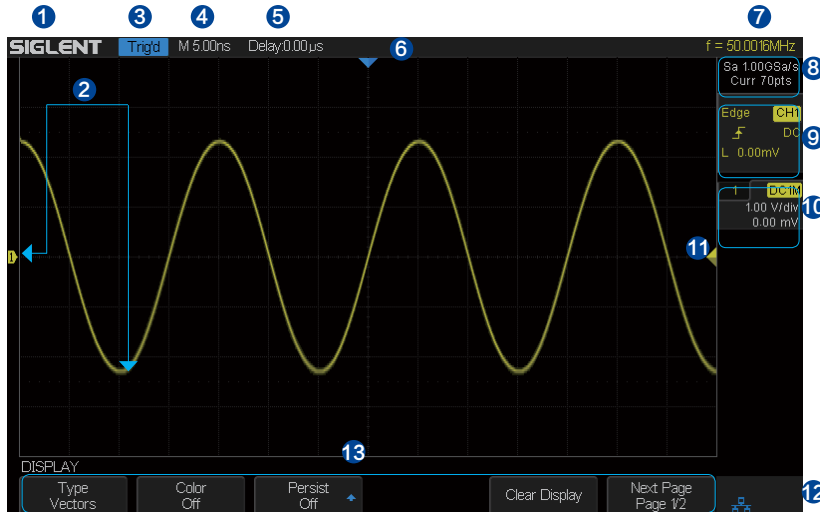 1 3 4 5 7
SIGLENT Trig'd M 5.00ns Delay:0.00µs 6 f = 50.0016MHz
Sa 1.00GSa/s 8
Curr 70pts
2
Edge CH1
DC 9
L 0.00mV
1 DC1M
1.00 V/div 10
0.00 mV
11
1
13
DISPLAY
Type Color Persist Clear Display Next Page
Vectors Off Off Page 1/2
12